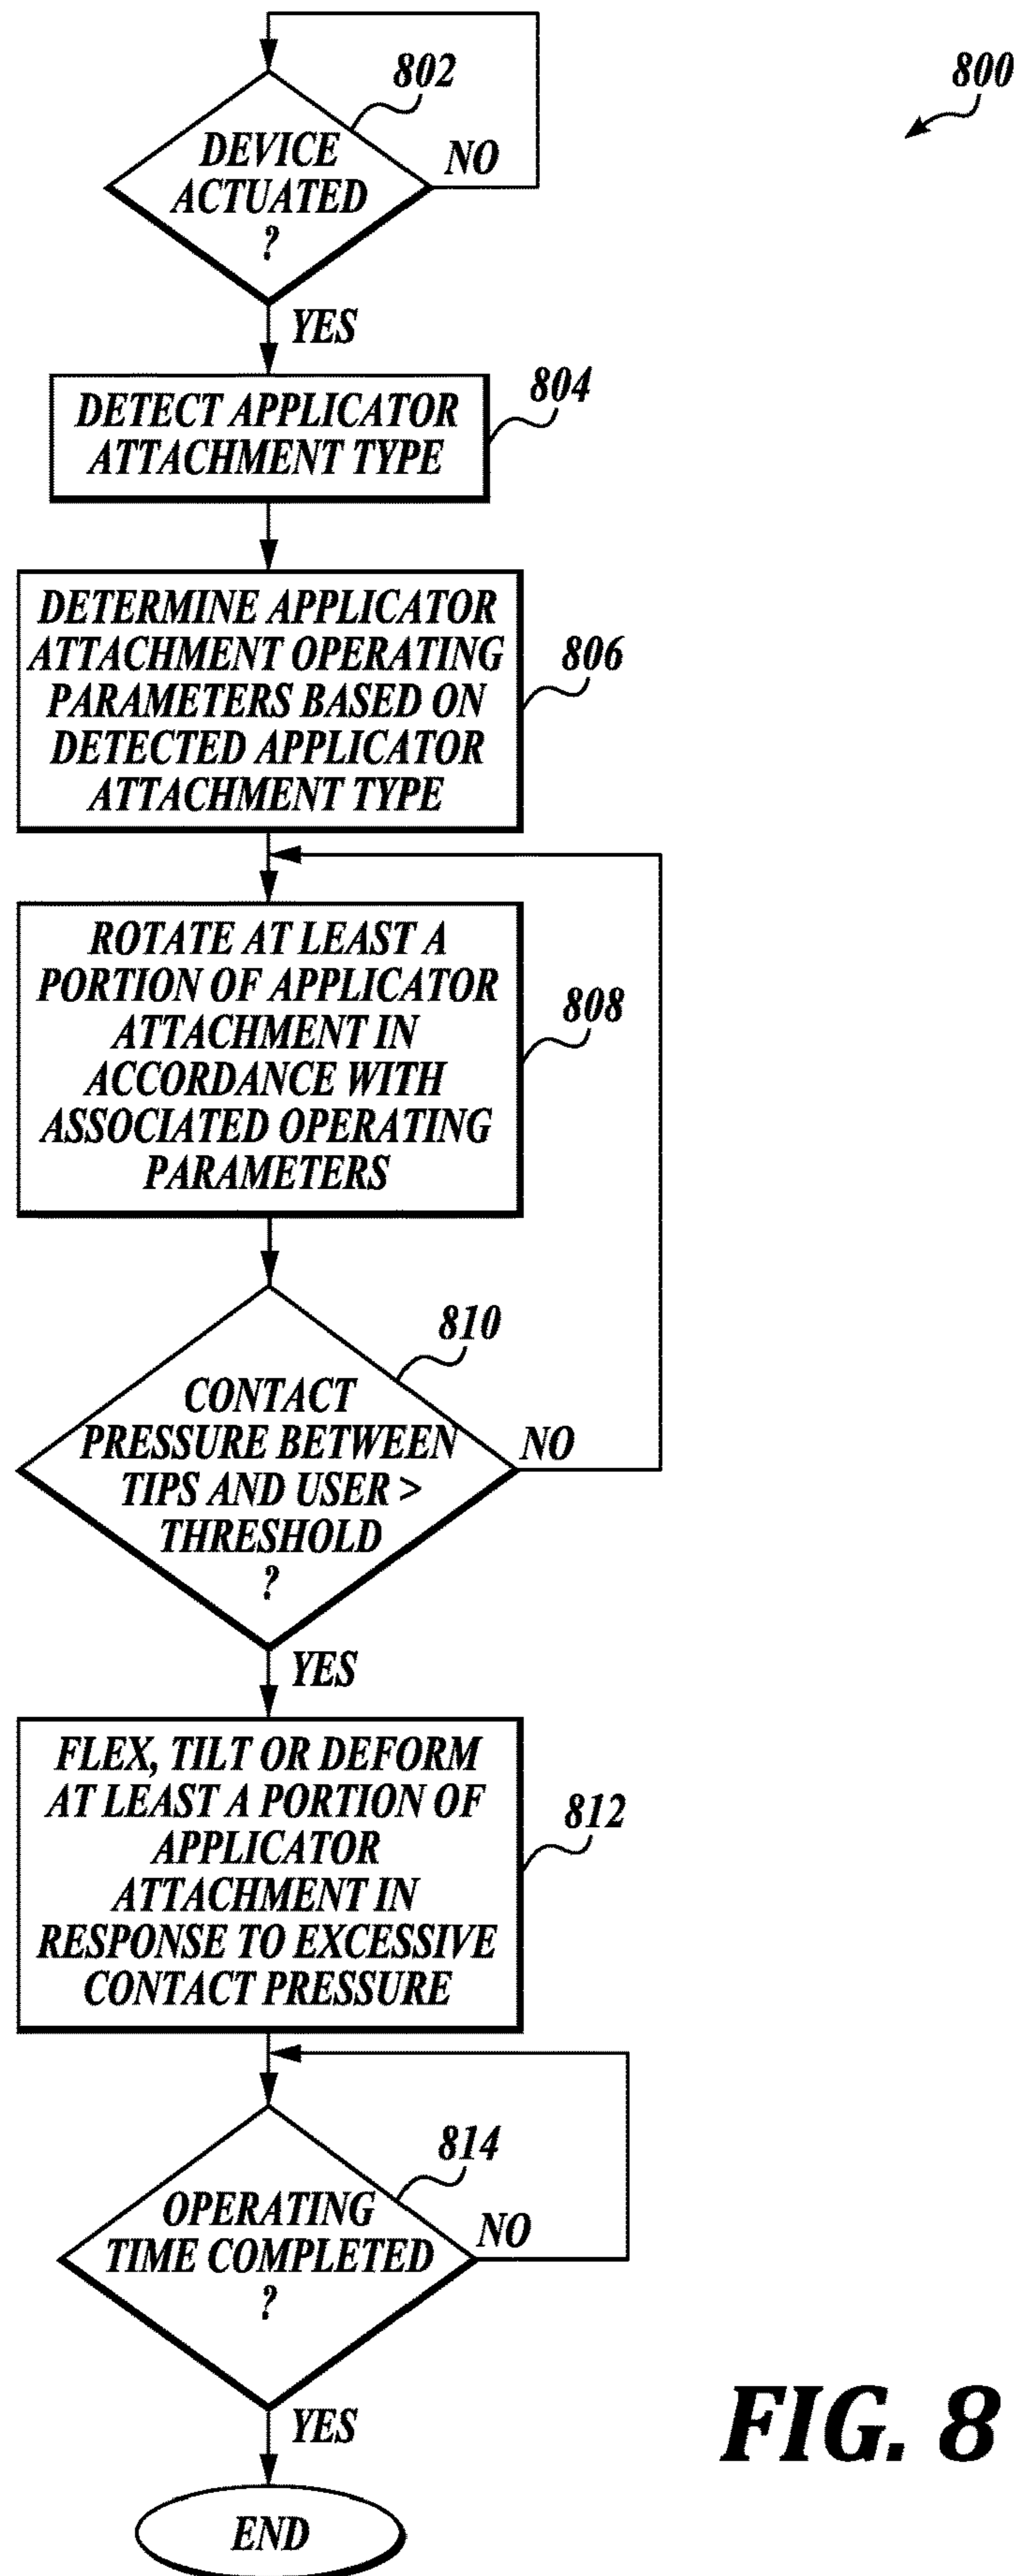 802
800
DEVICE
ACTUATED
?
NO
YES
804
DETECT APPLICATOR
ATTACHMENT TYPE
DETERMINE APPLICATOR
ATTACHMENT OPERATING
PARAMETERS BASED ON
DETECTED APPLICATOR
ATTACHMENT TYPE
806
ROTATE AT LEAST A
PORTION OF APPLICATOR
ATTACHMENT IN
ACCORDANCE WITH
ASSOCIATED OPERATING
PARAMETERS
808
810
CONTACT
PRESSURE BETWEEN
TIPS AND USER >
THRESHOLD
?
NO
YES
FLEX, TILT OR DEFORM
AT LEAST A PORTION OF
APPLICATOR
ATTACHMENT IN
RESPONSE TO EXCESSIVE
CONTACT PRESSURE
812
814
OPERATING
TIME COMPLETED
?
NO
YES
END
FIG. 8